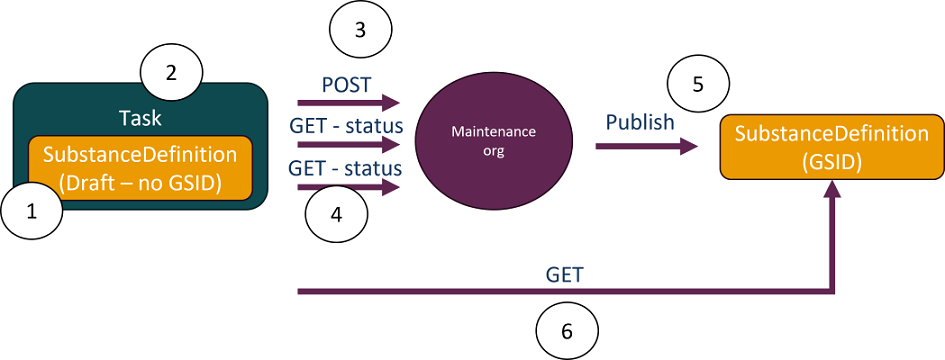 3
2
5
POST
Task
GET - status
Maintenance
org
Publish
SubstanceDefinition
(GSID)
SubstanceDefinition
(Draft – no GSID)
GET - status
1
4
GET
6